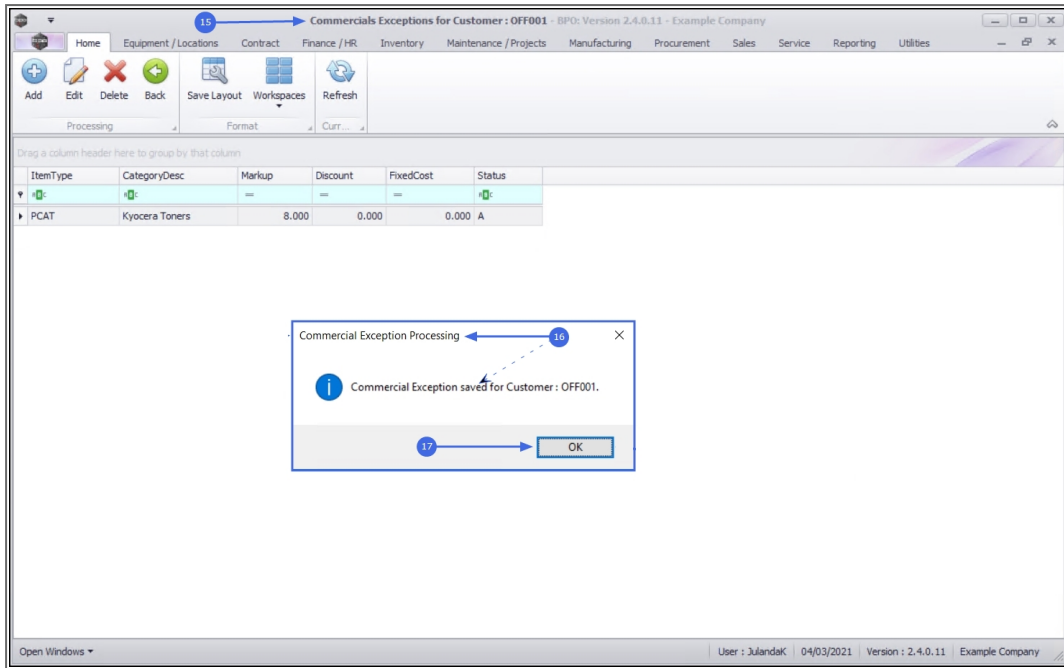 15
Commercials Exceptions for Customer : OFF001 - BPO: Version 2.4.0.11 - Example Company
Home Equipment / Locations Contract Finance / HR Inventory Maintenance / Projects Manufacturing Procurement Sales Service Reporting Utilities
Add Edit Delete Back Save Layout Workspaces Refresh
Processing Format Curr...
Drag a column header here to group by that column
ItemType CategoryDesc Markup Discount FixedCost Status
= = =
PCAT Kyocera Toners 8.000 0.000 0.000 A
Commercial Exception Processing 16
Commercial Exception saved for Customer : OFF001.
17 OK
Open Windows User : JulandaK 04/03/2021 Version : 2.4.0.11 Example Company